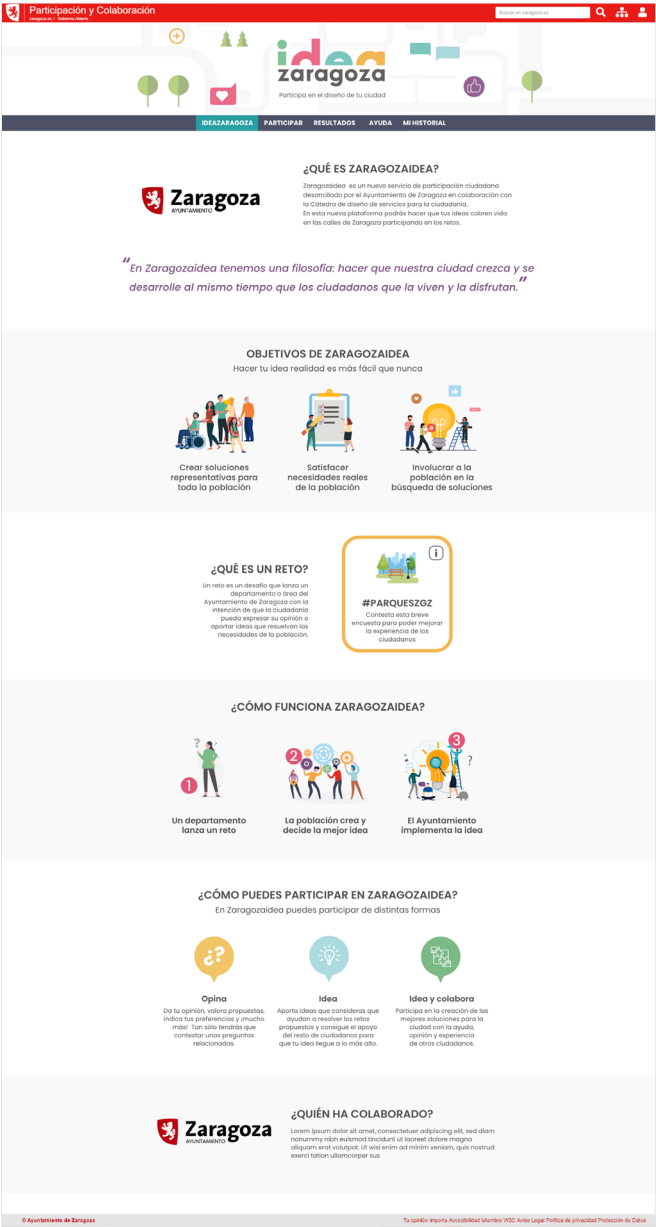 Participación y Colaboración
zaragoza.es / Gobierno Abierto
Buscar en zaragoza.es
idea
zaragoza
Participa en el diseño de tu ciudad
IDEAZARAGOZA PARTICIPAR RESULTADOS AYUDA MI HISTORIAL
¿QUÉ ES ZARAGOZAIDEA?
Zaragozaidea es un nuevo servicio de participación ciudadana
desarrollado por el Ayuntamiento de Zaragoza en colaboración con
la Cátedra de diseño de servicios para la ciudadanía.
En esta nueva plataforma podrás hacer que tus ideas cobren vida
en las calles de Zaragoza participando en los retos.
Zaragoza
AYUNTAMIENTO
“En Zaragozaidea tenemos una filosofía: hacer que nuestra ciudad crezca y se
desarrolle al mismo tiempo que los ciudadanos que la viven y la disfrutan.”
OBJETIVOS DE ZARAGOZAIDEA
Hacer tu idea realidad es más fácil que nunca
Crear soluciones
representativas para
toda la población
Satisfacer
necesidades reales
de la población
Involucrar a la
población en la
búsqueda de soluciones
¿QUÉ ES UN RETO?
Un reto es un desafío que lanza un
departamento o área del
Ayuntamiento de Zaragoza con la
intención de que la ciudadanía
pueda expresar su opinión o
aportar ideas que resuelvan las
necesidades de la población.
i
#PARQUESZGZ
Contesta esta breve
encuesta para poder mejorar
la experiencia de los
ciudadanos
¿CÓMO FUNCIONA ZARAGOZAIDEA?
?
1
Un departamento
lanza un reto
2
La población crea y
decide la mejor idea
3
?
El Ayuntamiento
implementa la idea
¿CÓMO PUEDES PARTICIPAR EN ZARAGOZAIDEA?
En Zaragozaidea puedes participar de distintas formas
¿?
Opina
Da tu opinión, valora propuestas,
indica tus preferencias y ¡mucho
más! Tan sólo tendrás que
contestar unas preguntas
relacionadas.
Idea
Aporta ideas que consideras que
ayudan a resolver los retos
propuestos y consigue el apoyo
del resto de ciudadanos para
que tu idea llegue a lo más alto.
Idea y colabora
Participa en la creación de las
mejores soluciones para la
ciudad con la ayuda,
opinión y experiencia
de otros ciudadanos.
Zaragoza
AYUNTAMIENTO
¿QUIÉN HA COLABORADO?
Lorem ipsum dolor sit amet, consectetuer adipiscing elit, sed diam
nonummy nibh euismod tincidunt ut laoreet dolore magna
aliquam erat volutpat. Ut wisi enim ad minim veniam, quis nostrud
exerci tation ullamcorper sus
© Ayuntamiento de Zaragoza
Tu opinión importa Accesibilidad Miembro W3C Aviso Legal Política de privacidad Protección de Datos